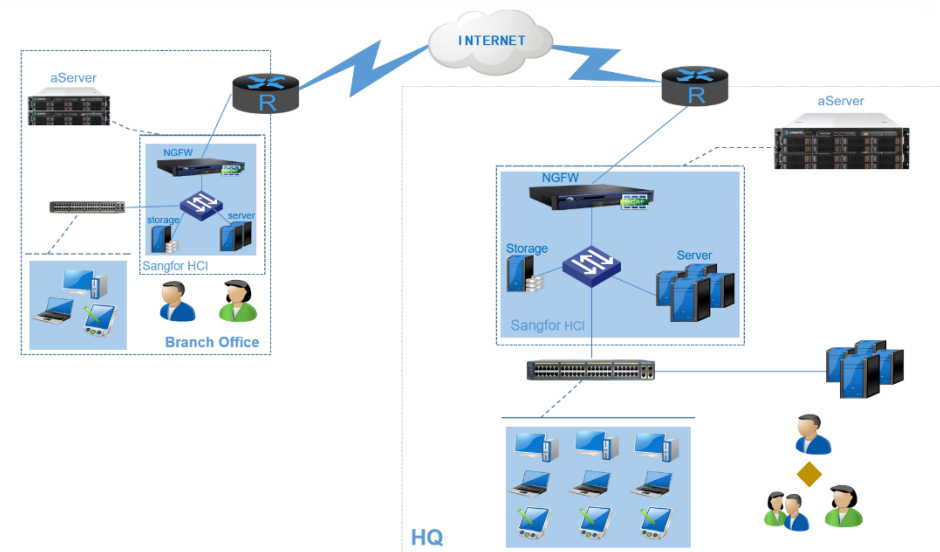 INTERNET
aServer
R
NGFW
storage
server
Sangfor HCI
Branch Office
R
aServer
NGFW
Storage
Server
Sangfor HCI
HQ